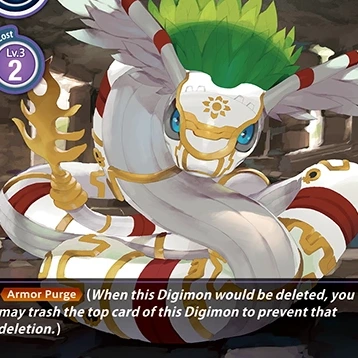 Lv.3
2
Armor Purge (When this Digimon would be deleted, you
may trash the top card of this Digimon to prevent that
deletion.)